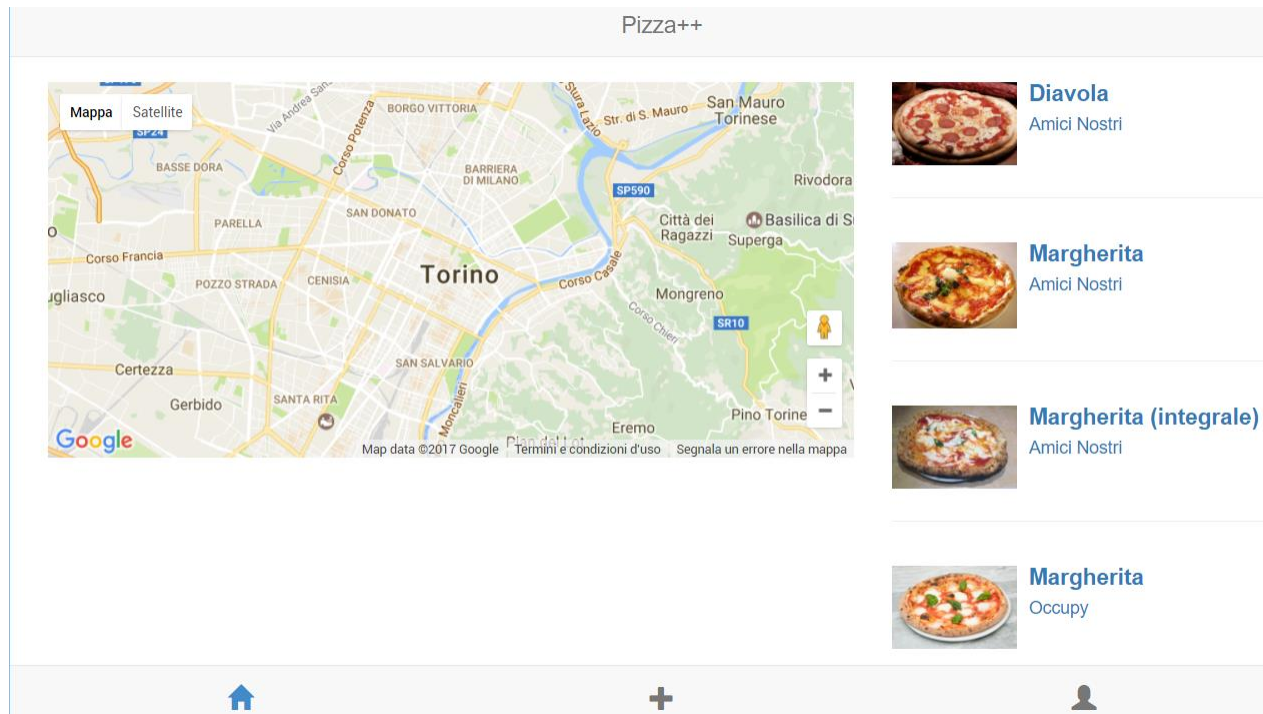 Pizza++
Mappa Satellite
SP24
Via Andrea San
Corso Potenza
BORGO VITTORIA
Stura Lazio
Str. di S. Mauro
San Mauro
Torinese
BASSE DORA
BARRIERA
DI MILANO
SP590
Rivodora
PARELLA
SAN DONATO
Città dei
Ragazzi
Basilica di S
Superga
Corso Francia
POZZO STRADA
CENISIA
Torino
Corso Casale
ugliasco
Mongreno
Corso Chieri
SR10
Certezza
SAN SALVARIO
Gerbido
SANTA RITA
Moncalieri
Pino Torine
Eremo
Google
Map data ©2017 Google
Termini e condizioni d'uso
Segnala un errore nella mappa
Diavola
Amici Nostri
Margherita
Amici Nostri
Margherita (integrale)
Amici Nostri
Margherita
Occupy